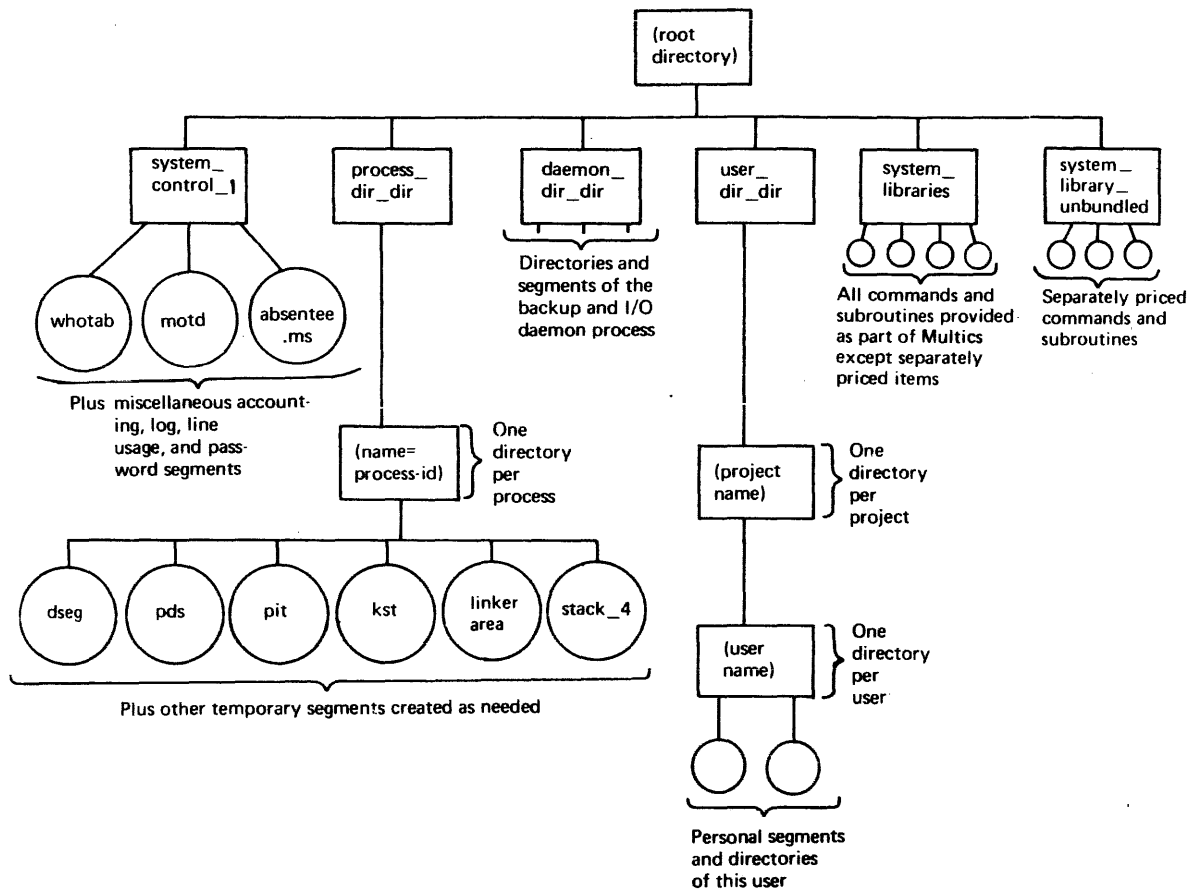 (root
directory)
system_
control_1
process_
dir_dir
daemon_
dir_dir
user_
dir_dir
system_
libraries
system_
library_
unbundled
whotab
motd
absentee
.ms
Plus miscellaneous account-
ing, log, line
usage, and pass-
word segments
Directories and
segments of the
backup and I/O
daemon process
All commands and
subroutines provided
as part of Multics
except separately
priced items
Separately priced
commands and
subroutines
(name=
process-id)
One
directory
per
process
(project
name)
One
directory
per
project
dseg
pds
pit
kst
linker
area
stack_4
Plus other temporary segments created as needed
(user
name)
One
directory
per
user
Personal segments
and directories
of this user